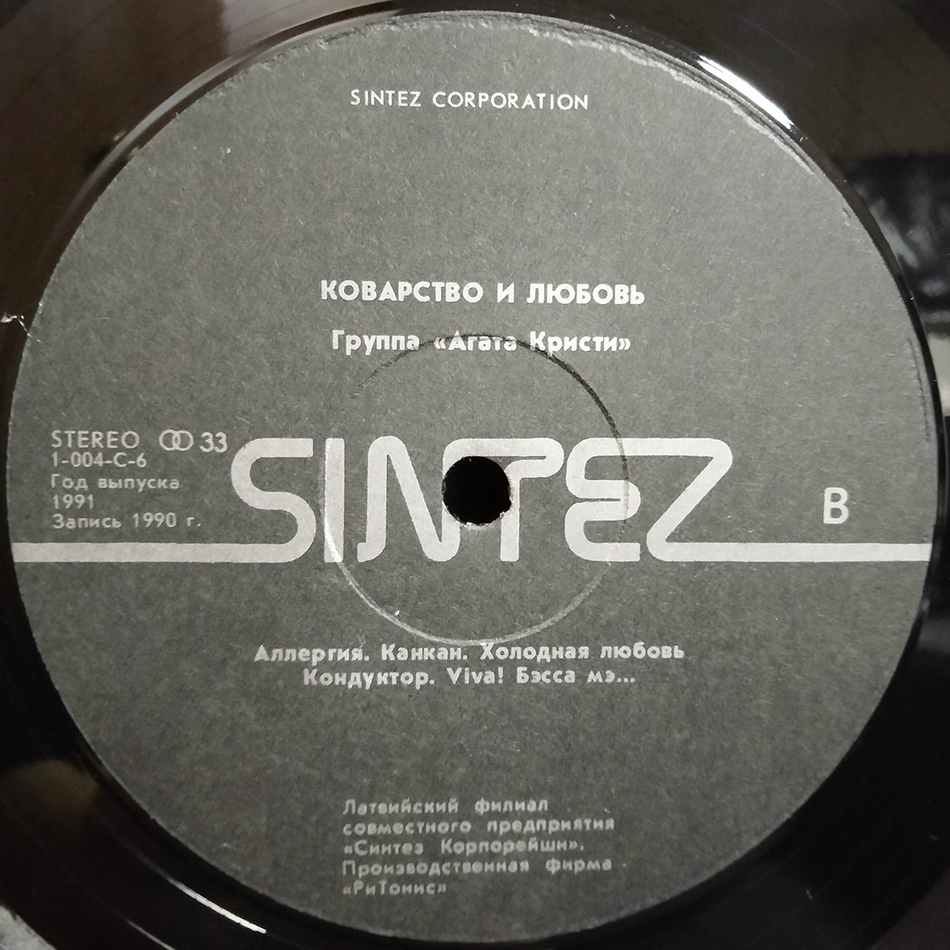 SINTEZ CORPORATION
КОВАРСТВО И ЛЮБОВЬ
Группа «Агата Кристи»
STEREO 33
1-004-C-6
Год выпуска
1991
Запись 1990 г.
SINTEZ
B
Аллергия. Канкан. Холодная любовь
Кондуктор. Viva! Бэсса мэ...
Латвийский филиал
совместного предприятия
«Синтез Корпорейшн».
Производственная фирма
«РиТонис»